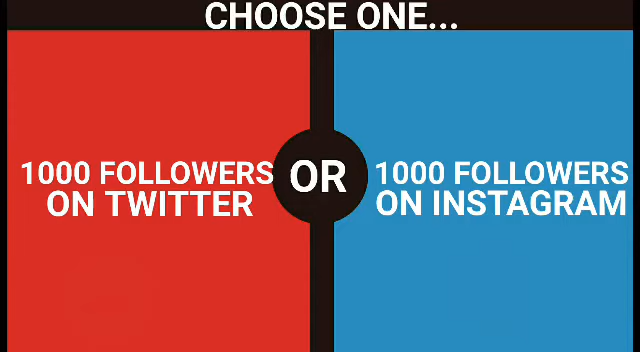 CHOOSE ONE...
1000 FOLLOWERS
ON TWITTER
OR
1000 FOLLOWERS
ON INSTAGRAM